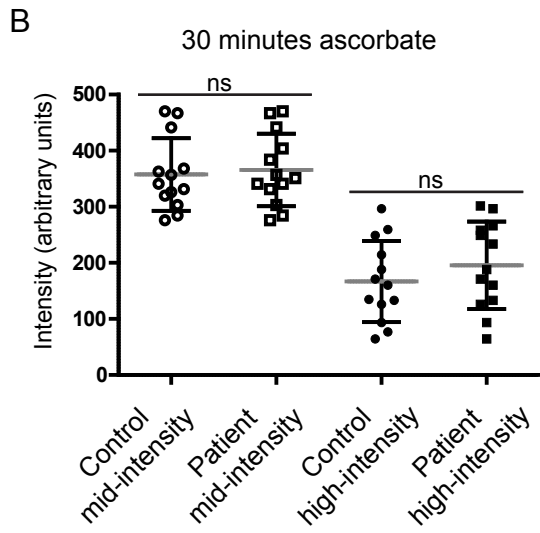 B
30 minutes ascorbate
Intensity (arbitrary units)
500
400
300
200
100
0
ns
ns
Control
mid-intensity
Patient
mid-intensity
Control
high-intensity
Patient
high-intensity